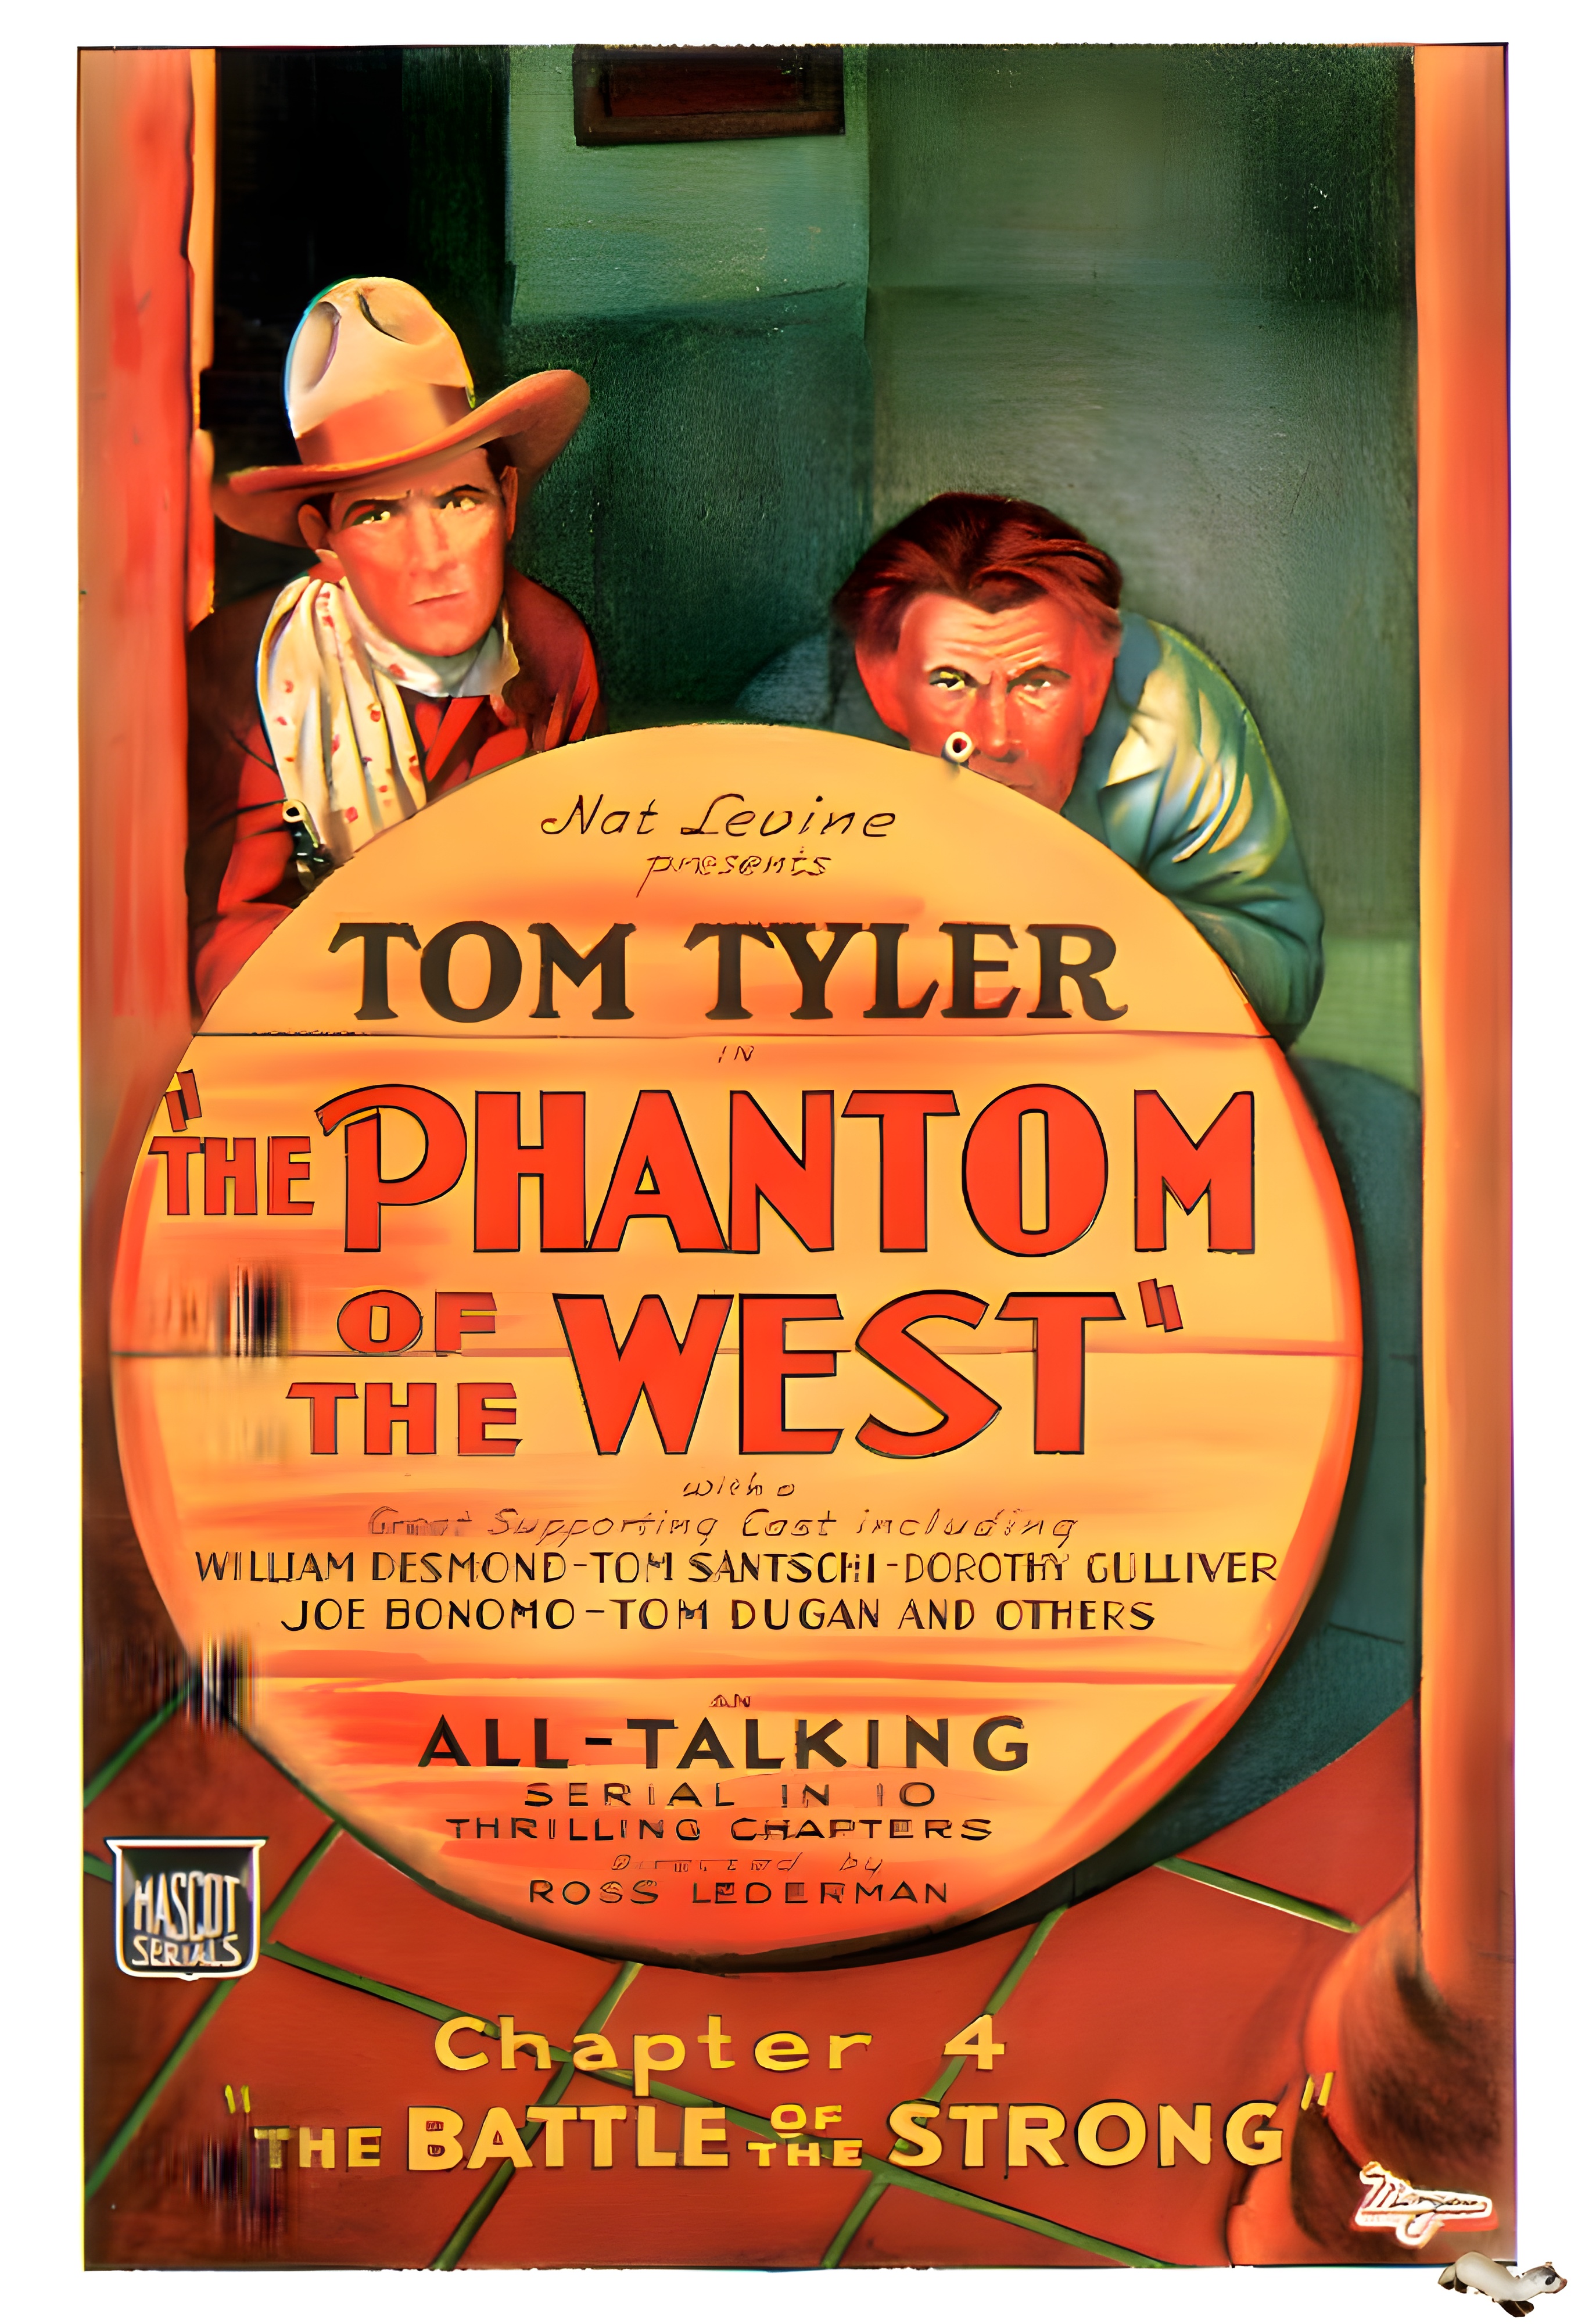 Nat Levine
presents
TOM TYLER
IN
"THE PHANTOM
OF
THE WEST"
with a
Supporting Cast including
WILLIAM DESMOND-TOM SANTSCHI-DOROTHY GULLIVER
JOE BONOMO-TOM DUGAN AND OTHERS
AN
ALL-TALKING
SERIAL IN 10
THRILLING CHAPTERS
by
ROSS LEDERMAN
MASCOT
SERIALS
Chapter 4
"THE BATTLE OF THE STRONG"